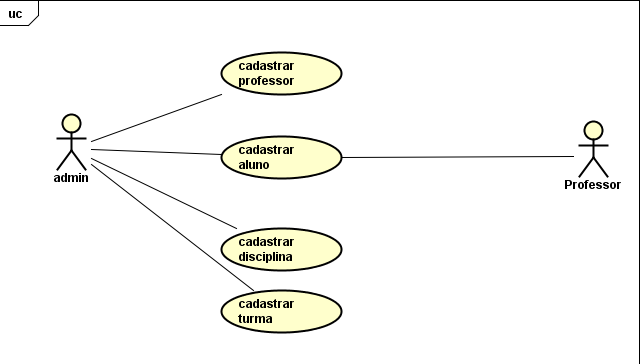 uc
cadastrar
professor
cadastrar
aluno
admin
Professor
cadastrar
disciplina
cadastrar
turma